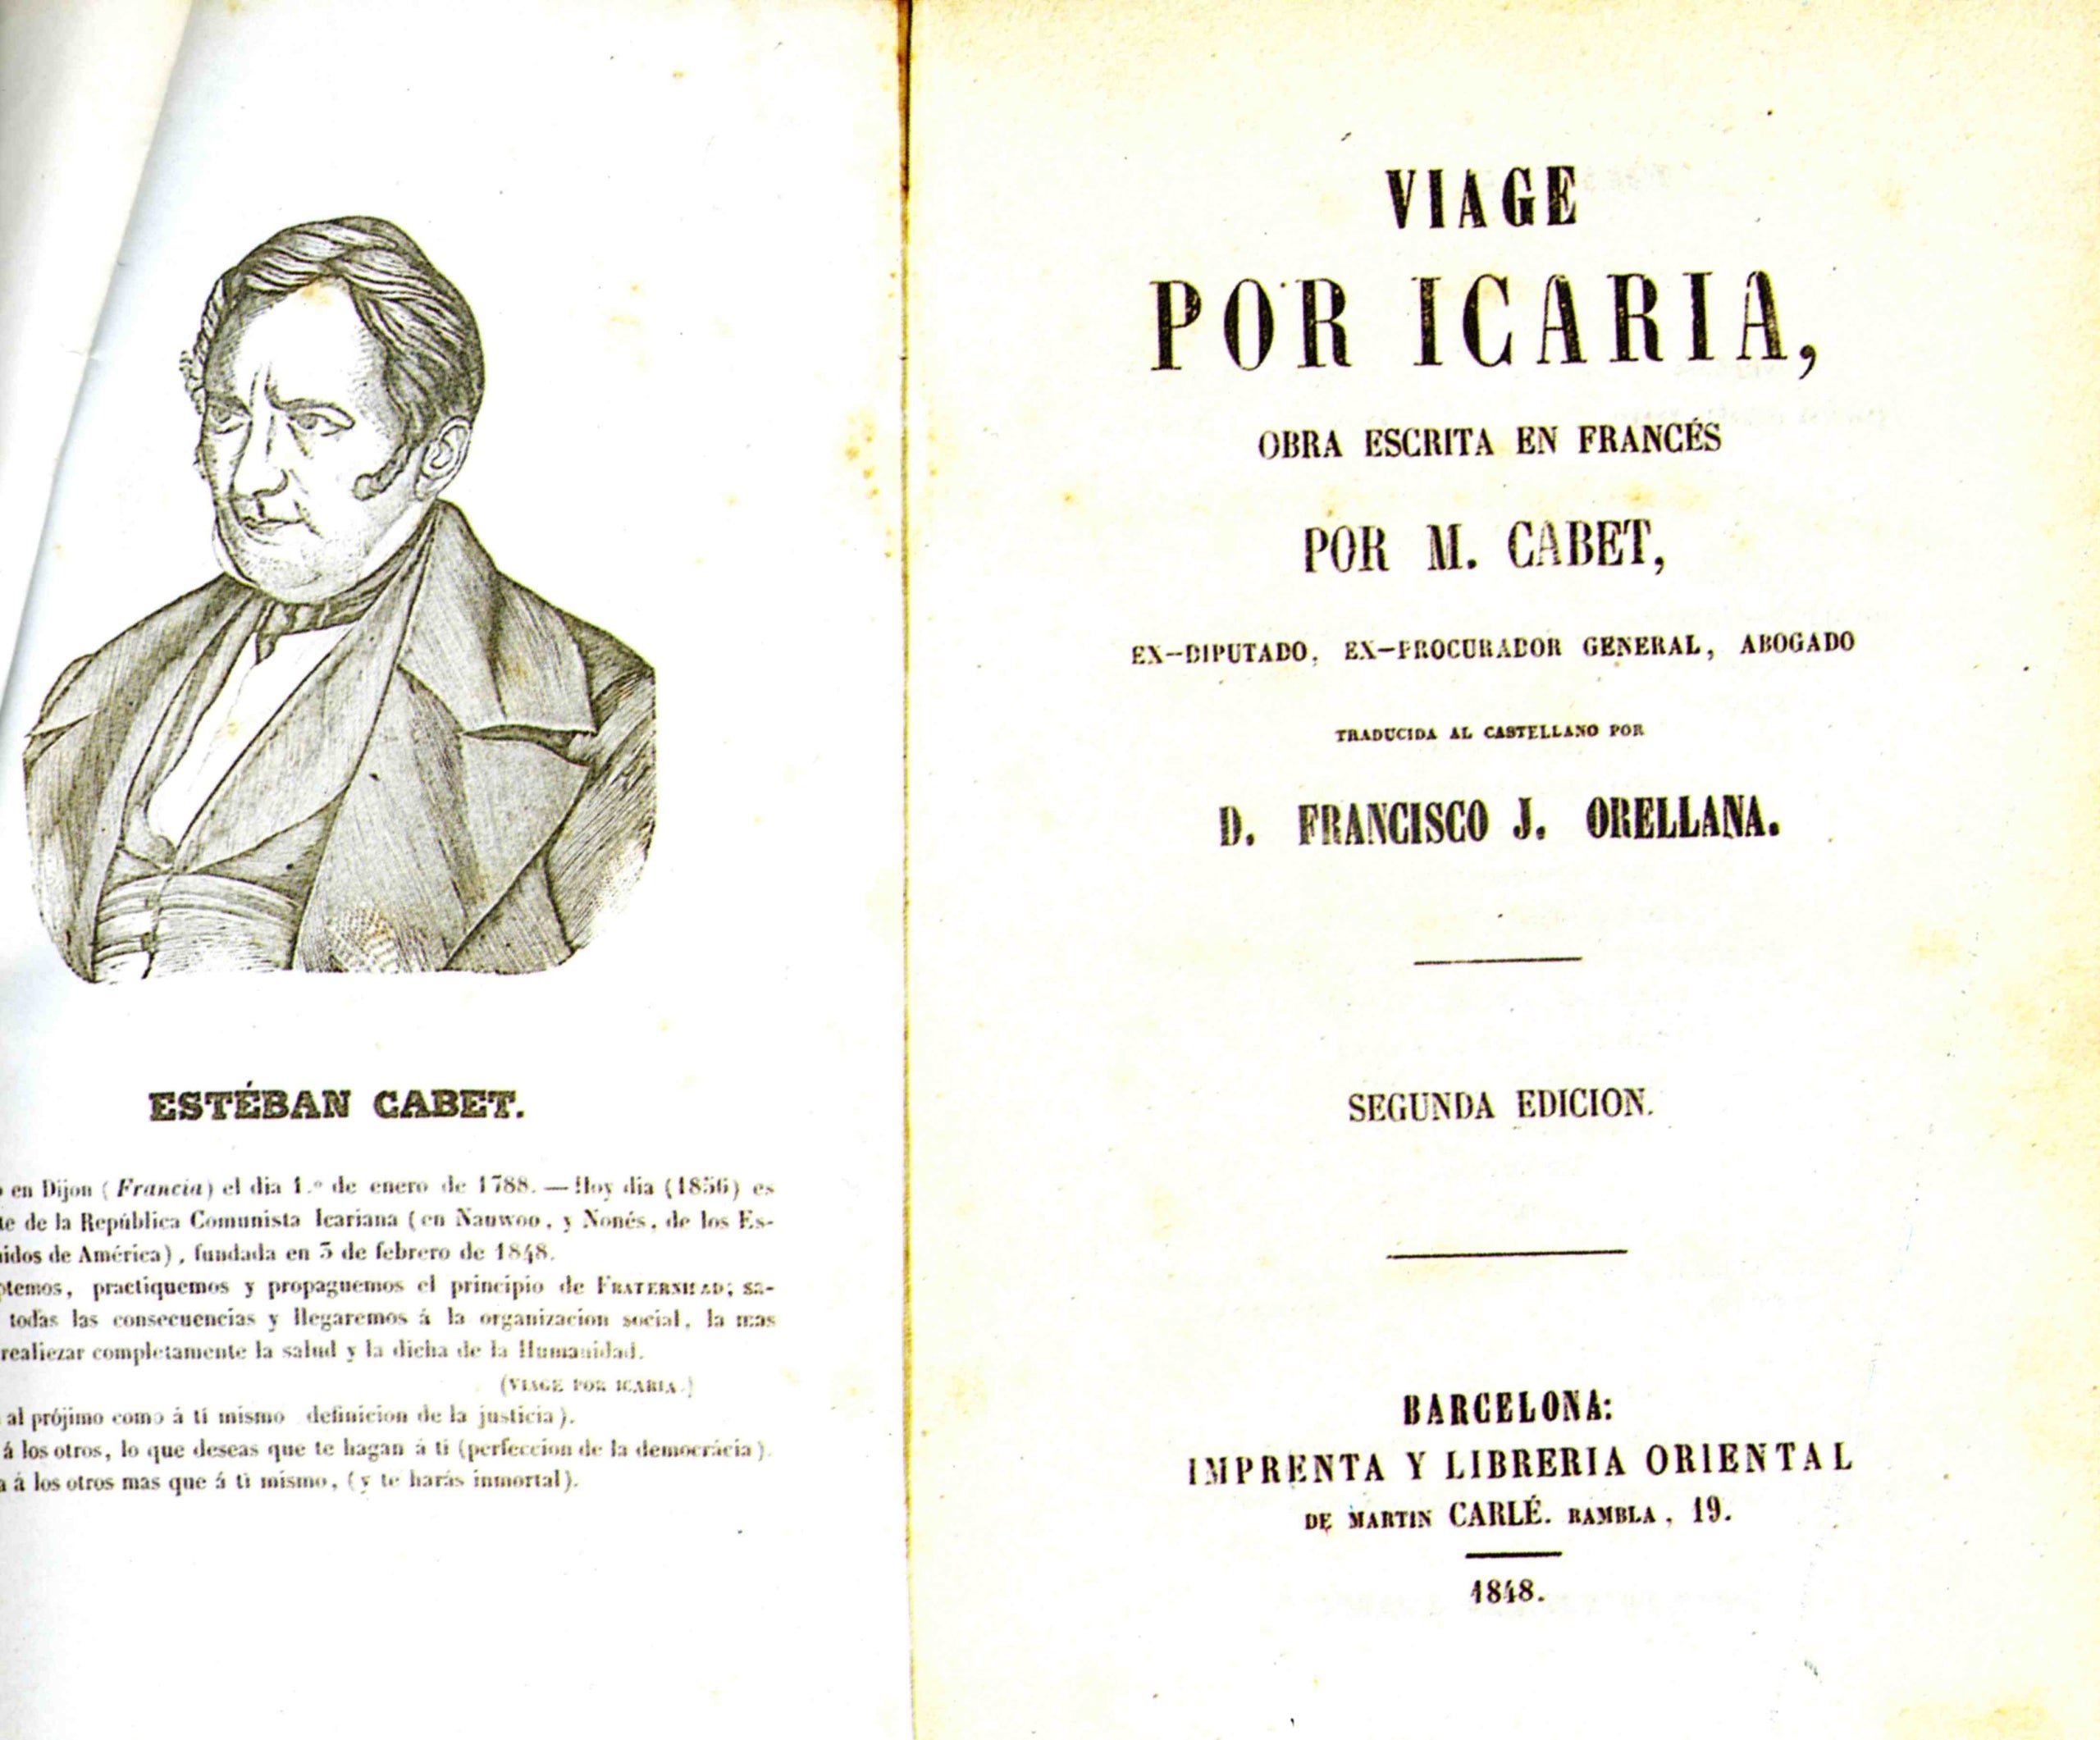 ESTÉBAN CABET.
en Dijon (Francia) el dia 1.º de enero de 1788. — Hoy dia (1856) es
te de la República Comunista Icariana (en Nauwoo, y Nonés, de los Es-
idos de América), fundada en 3 de febrero de 1848.
ptemos, practiquemos y propaguemos el principio de FRATERNIDAD; sa-
todas las consecuencias y llegaremos á la organizacion social, la mas
realiezar completamente la salud y la dicha de la Humanidad.
(VIAGE POR ICARIA.)
al prójimo como á tí mismo definicion de la justicia).
á los otros, lo que deseas que te hagan á ti (perfeccion de la democrácia).
a á los otros mas que á ti mismo, (y te harás inmortal).
VIAGE
POR ICARIA,
OBRA ESCRITA EN FRANCÉS
POR M. CABET,
EX-DIPUTADO, EX-PROCURADOR GENERAL, ABOGADO
TRADUCIDA AL CASTELLANO POR
D. FRANCISCO J. ORELLANA.
SEGUNDA EDICION.
BARCELONA:
IMPRENTA Y LIBRERIA ORIENTAL
DE MARTIN CARLÉ. RAMBLA, 19.
1848.